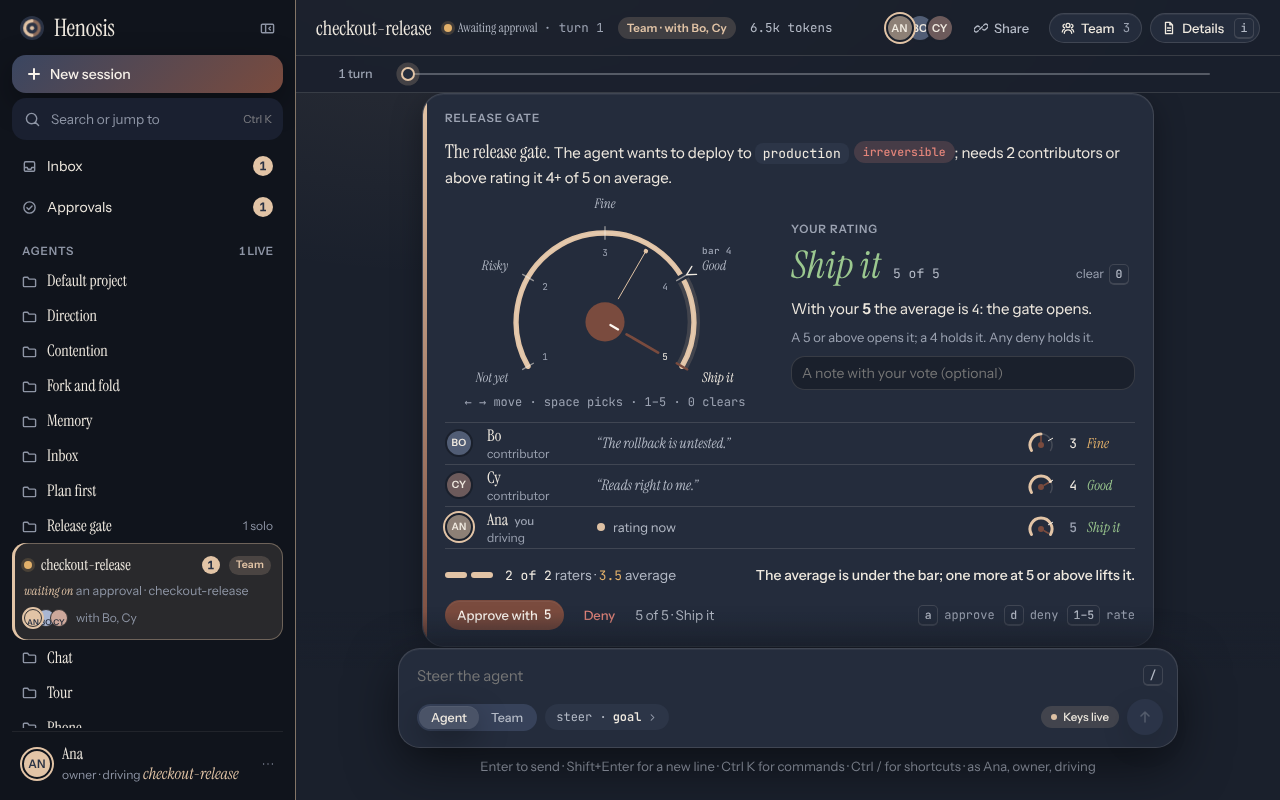 Henosis
New session
Search or jump to Ctrl K
Inbox 1
Approvals 1
AGENTS 1 LIVE
Default project
Direction
Contention
Fork and fold
Memory
Inbox
Plan first
Release gate 1 solo
checkout-release 1 Team
waiting on an approval · checkout-release
AN CY with Bo, Cy
Chat
Tour
Phone
AN Ana
owner · driving checkout-release ...
checkout-release Awaiting approval · turn 1 Team · with Bo, Cy 6.5k tokens AN CY Share Team 3 Details i
1 turn
RELEASE GATE
The release gate. The agent wants to deploy to production irreversible; needs 2 contributors or
above rating it 4+ of 5 on average.
Fine
Risky
Not yet
bar 4
Good
Ship it
1
2
3
4
5
← → move · space picks · 1–5 · 0 clears
YOUR RATING
Ship it 5 of 5 clear 0
With your 5 the average is 4: the gate opens.
A 5 or above opens it; a 4 holds it. Any deny holds it.
A note with your vote (optional)
BO Bo
contributor
“The rollback is untested.” 3 Fine
CY Cy
contributor
“Reads right to me.” 4 Good
AN Ana you
driving
rating now 5 Ship it
2 of 2 raters · 3.5 average The average is under the bar; one more at 5 or above lifts it.
Approve with 5 Deny 5 of 5 · Ship it a approve d deny 1–5 rate
Steer the agent /
Agent Team steer · goal › Keys live
Enter to send · Shift+Enter for a new line · Ctrl K for commands · Ctrl / for shortcuts · as Ana, owner, driving